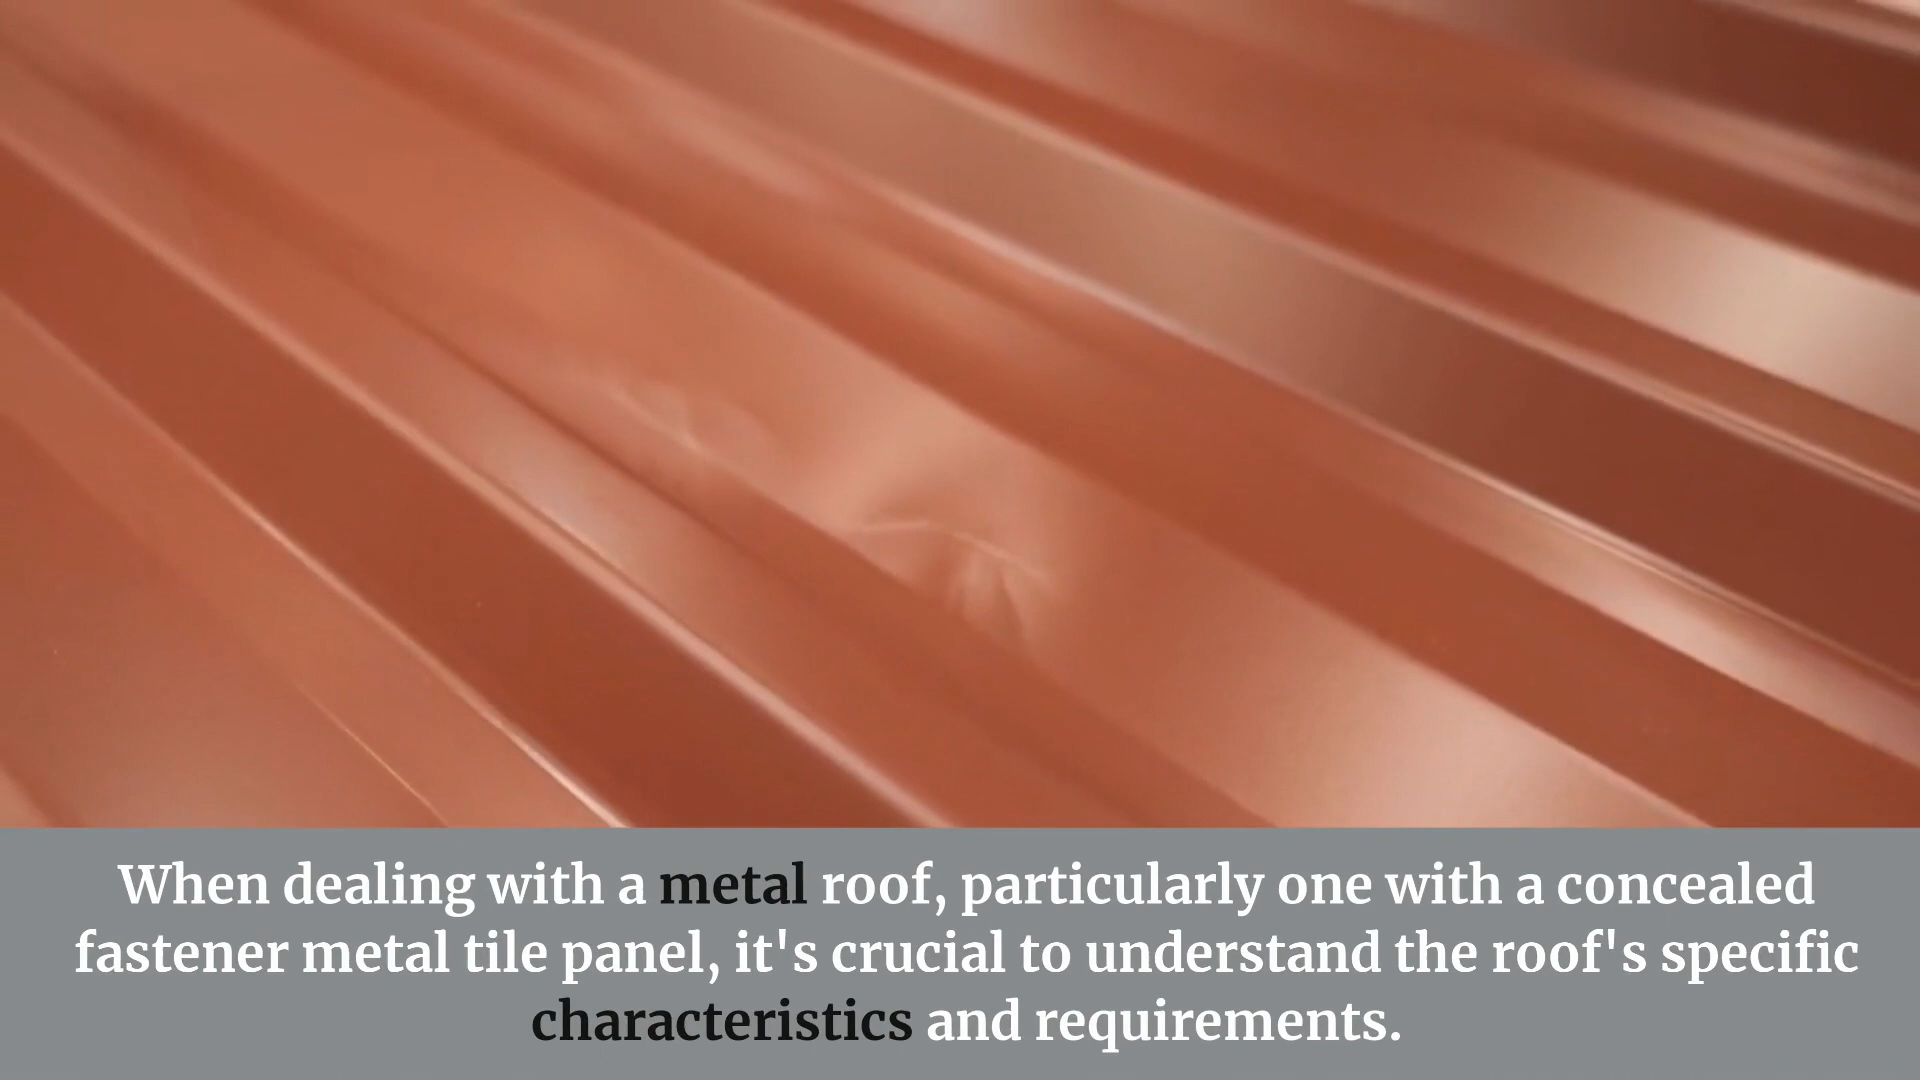 When dealing with a metal roof, particularly one with a concealed
fastener metal tile panel, it's crucial to understand the roof's specific
characteristics and requirements.